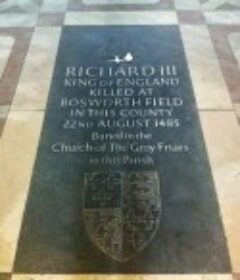 RICHARD III
KING OF ENGLAND
KILLED AT
BOSWORTH FIELD
IN THIS COUNTY
22ND AUGUST 1485
Buried in the
Church of The Grey Friars
in this Parish